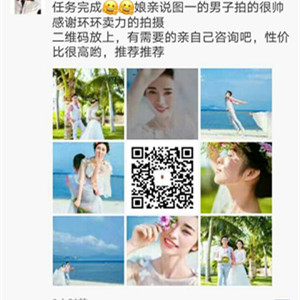 任务完成😄😄娘亲说图一的男子拍的很帅
感谢环环卖力的拍摄
二维码放上，有需要的亲自己咨询吧，性价
比很高哟，推荐推荐